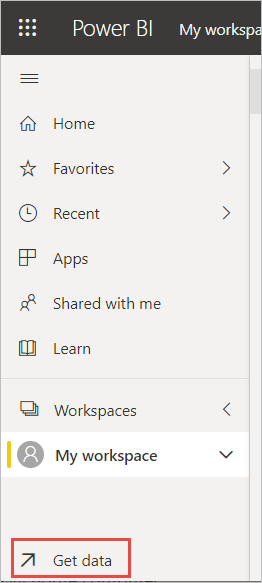 Power BI My workspa
Home
Favorites
Recent
Apps
Shared with me
Learn
Workspaces
My workspace
Get data